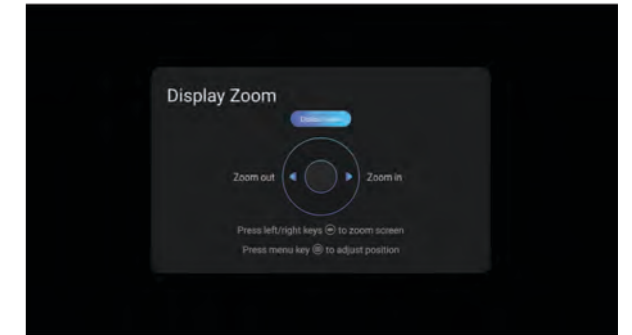 Display Zoom
Zoom out
Zoom in
Press left/right keys to zoom screen
Press menu key to adjust position